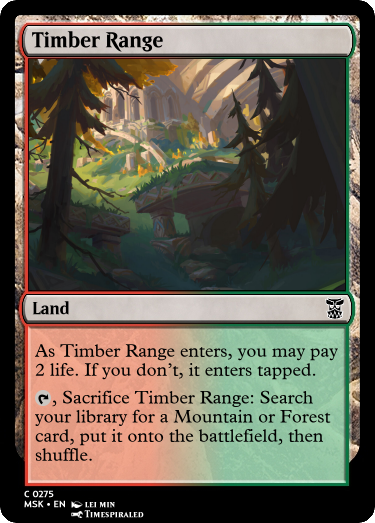 Timber Range
Land
As Timber Range enters, you may pay
2 life. If you don't, it enters tapped.
, Sacrifice Timber Range: Search
your library for a Mountain or Forest
card, put it onto the battlefield, then
shuffle.
C 0275
MSK • EN LEI MIN
TIMESPIRALED